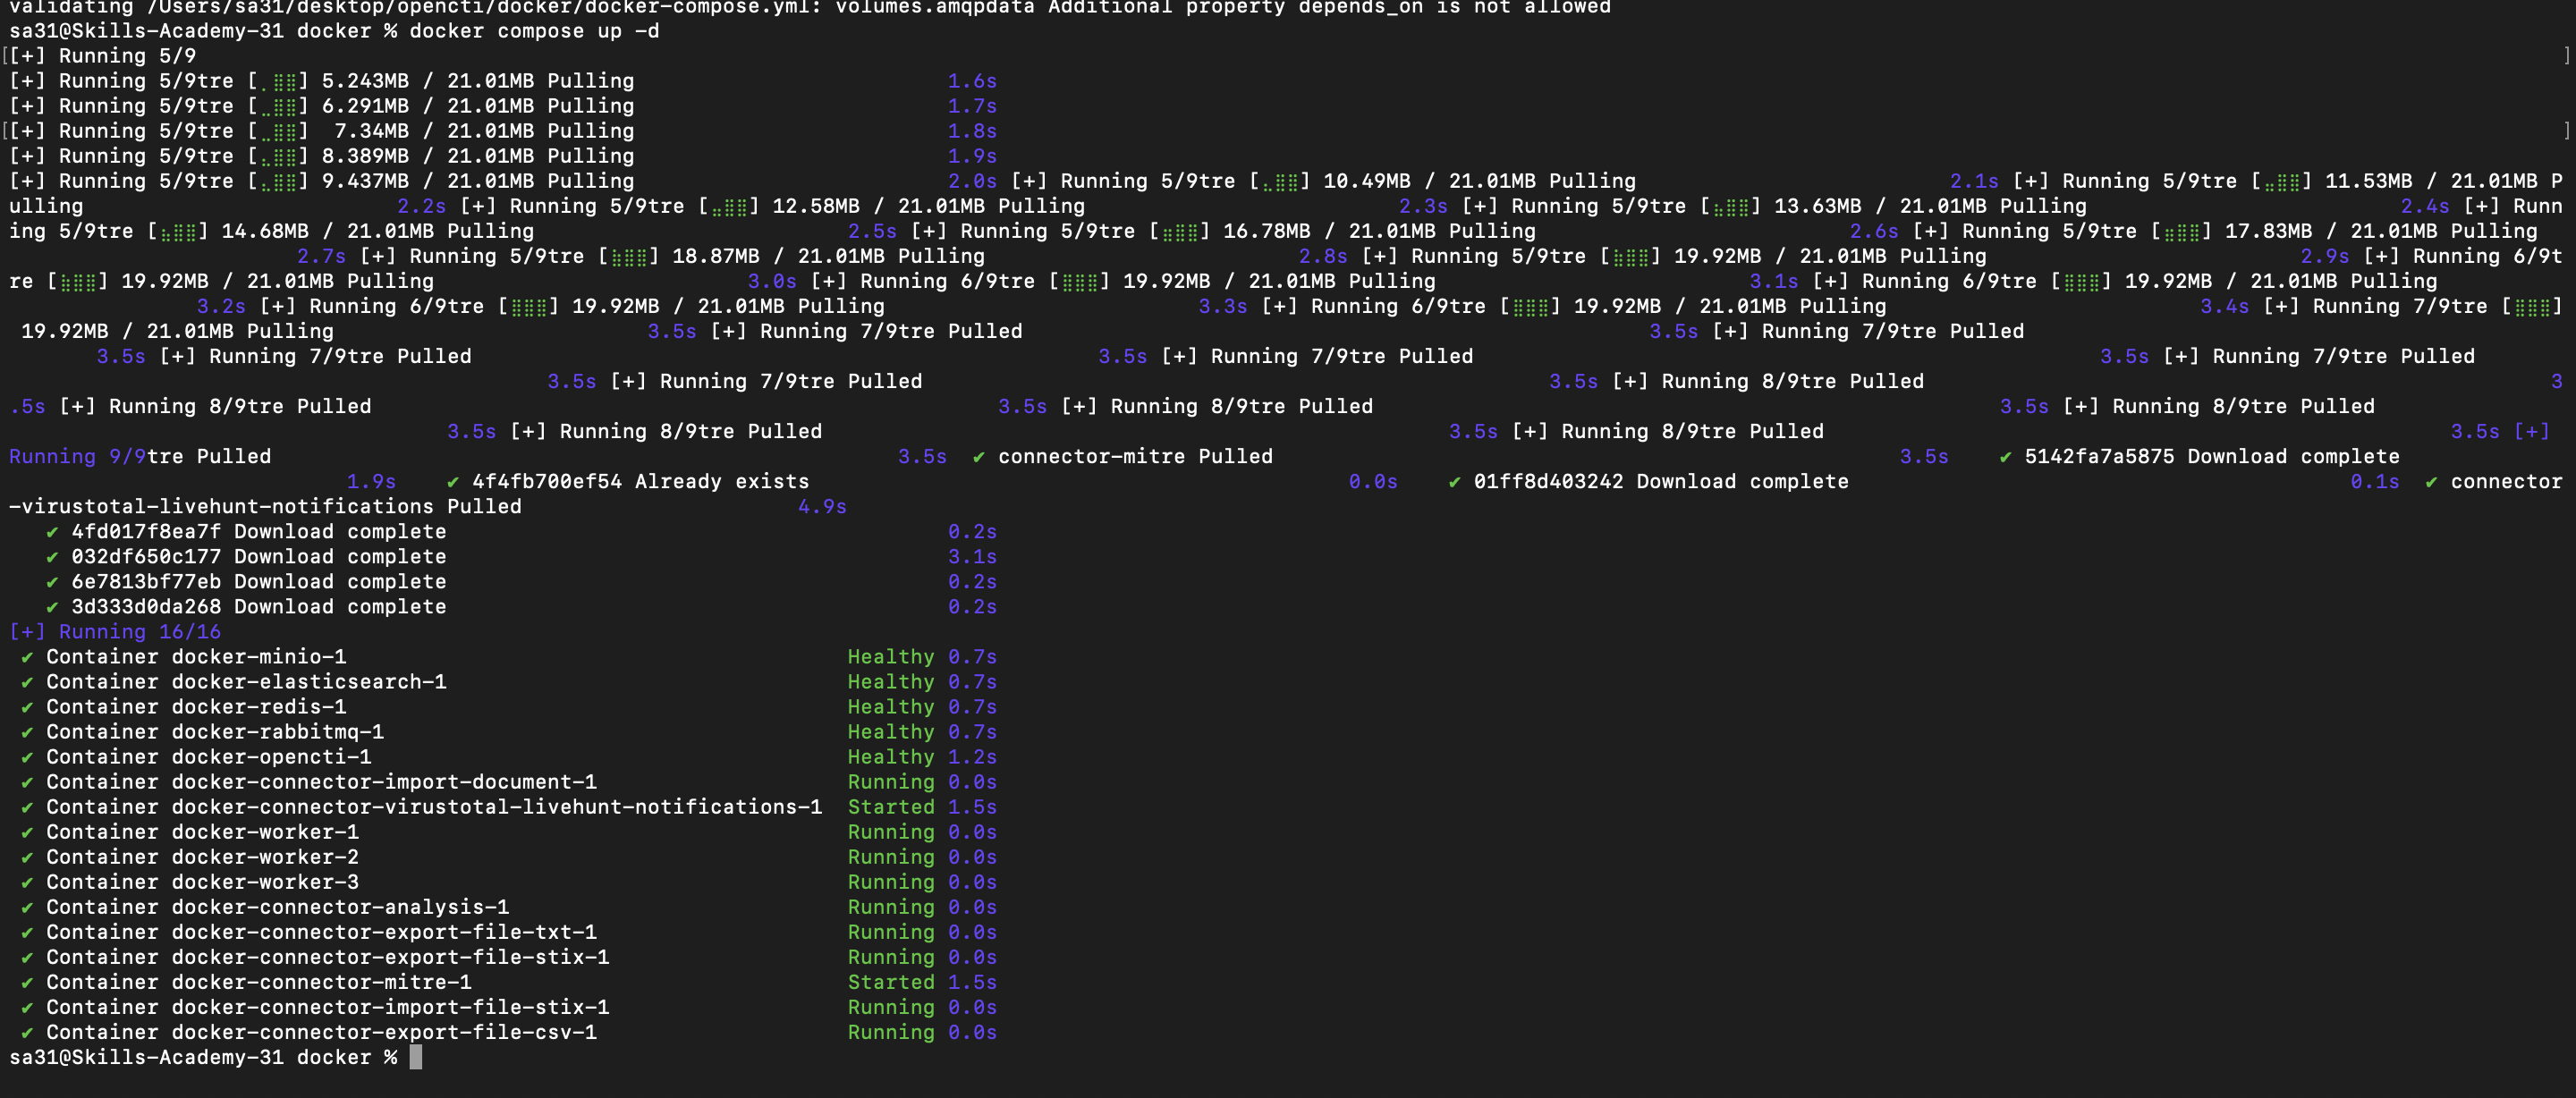 validating /Users/sa31/desktop/opencti/docker/docker-compose.yml: volumes.amqpdata Additional property depends_on is not allowed
sa31@Skills-Academy-31 docker % docker compose up -d
[[+] Running 5/9 ]
[+] Running 5/9tre [⣀⣿⣿] 5.243MB / 21.01MB Pulling 1.6s
[+] Running 5/9tre [⣀⣿⣿] 6.291MB / 21.01MB Pulling 1.7s
[[+] Running 5/9tre [⣀⣿⣿] 7.34MB / 21.01MB Pulling 1.8s ]
[+] Running 5/9tre [⣄⣿⣿] 8.389MB / 21.01MB Pulling 1.9s
[+] Running 5/9tre [⣄⣿⣿] 9.437MB / 21.01MB Pulling 2.0s [+] Running 5/9tre [⣄⣿⣿] 10.49MB / 21.01MB Pulling 2.1s [+] Running 5/9tre [⣤⣿⣿] 11.53MB / 21.01MB P
ulling 2.2s [+] Running 5/9tre [⣤⣿⣿] 12.58MB / 21.01MB Pulling 2.3s [+] Running 5/9tre [⣦⣿⣿] 13.63MB / 21.01MB Pulling 2.4s [+] Runn
ing 5/9tre [⣦⣿⣿] 14.68MB / 21.01MB Pulling 2.5s [+] Running 5/9tre [⣶⣿⣿] 16.78MB / 21.01MB Pulling 2.6s [+] Running 5/9tre [⣶⣿⣿] 17.83MB / 21.01MB Pulling
2.7s [+] Running 5/9tre [⣷⣿⣿] 18.87MB / 21.01MB Pulling 2.8s [+] Running 5/9tre [⣷⣿⣿] 19.92MB / 21.01MB Pulling 2.9s [+] Running 6/9t
re [⣷⣿⣿] 19.92MB / 21.01MB Pulling 3.0s [+] Running 6/9tre [⣿⣿⣿] 19.92MB / 21.01MB Pulling 3.1s [+] Running 6/9tre [⣿⣿⣿] 19.92MB / 21.01MB Pulling
3.2s [+] Running 6/9tre [⣿⣿⣿] 19.92MB / 21.01MB Pulling 3.3s [+] Running 6/9tre [⣿⣿⣿] 19.92MB / 21.01MB Pulling 3.4s [+] Running 7/9tre [⣿⣿⣿]
19.92MB / 21.01MB Pulling 3.5s [+] Running 7/9tre Pulled 3.5s [+] Running 7/9tre Pulled
3.5s [+] Running 7/9tre Pulled 3.5s [+] Running 7/9tre Pulled 3.5s [+] Running 7/9tre Pulled
3.5s [+] Running 7/9tre Pulled 3.5s [+] Running 8/9tre Pulled 3
.5s [+] Running 8/9tre Pulled 3.5s [+] Running 8/9tre Pulled 3.5s [+] Running 8/9tre Pulled
3.5s [+] Running 8/9tre Pulled 3.5s [+] Running 8/9tre Pulled 3.5s [+]
Running 9/9tre Pulled 3.5s ✔ connector-mitre Pulled 3.5s ✔ 5142fa7a5875 Download complete
1.9s ✔ 4f4fb700ef54 Already exists 0.0s ✔ 01ff8d403242 Download complete 0.1s ✔ connector
-virustotal-livehunt-notifications Pulled 4.9s
✔ 4fd017f8ea7f Download complete 0.2s
✔ 032df650c177 Download complete 3.1s
✔ 6e7813bf77eb Download complete 0.2s
✔ 3d333d0da268 Download complete 0.2s
[+] Running 16/16
✔ Container docker-minio-1 Healthy 0.7s
✔ Container docker-elasticsearch-1 Healthy 0.7s
✔ Container docker-redis-1 Healthy 0.7s
✔ Container docker-rabbitmq-1 Healthy 0.7s
✔ Container docker-opencti-1 Healthy 1.2s
✔ Container docker-connector-import-document-1 Running 0.0s
✔ Container docker-connector-virustotal-livehunt-notifications-1 Started 1.5s
✔ Container docker-worker-1 Running 0.0s
✔ Container docker-worker-2 Running 0.0s
✔ Container docker-worker-3 Running 0.0s
✔ Container docker-connector-analysis-1 Running 0.0s
✔ Container docker-connector-export-file-txt-1 Running 0.0s
✔ Container docker-connector-export-file-stix-1 Running 0.0s
✔ Container docker-connector-mitre-1 Started 1.5s
✔ Container docker-connector-import-file-stix-1 Running 0.0s
✔ Container docker-connector-export-file-csv-1 Running 0.0s
sa31@Skills-Academy-31 docker %